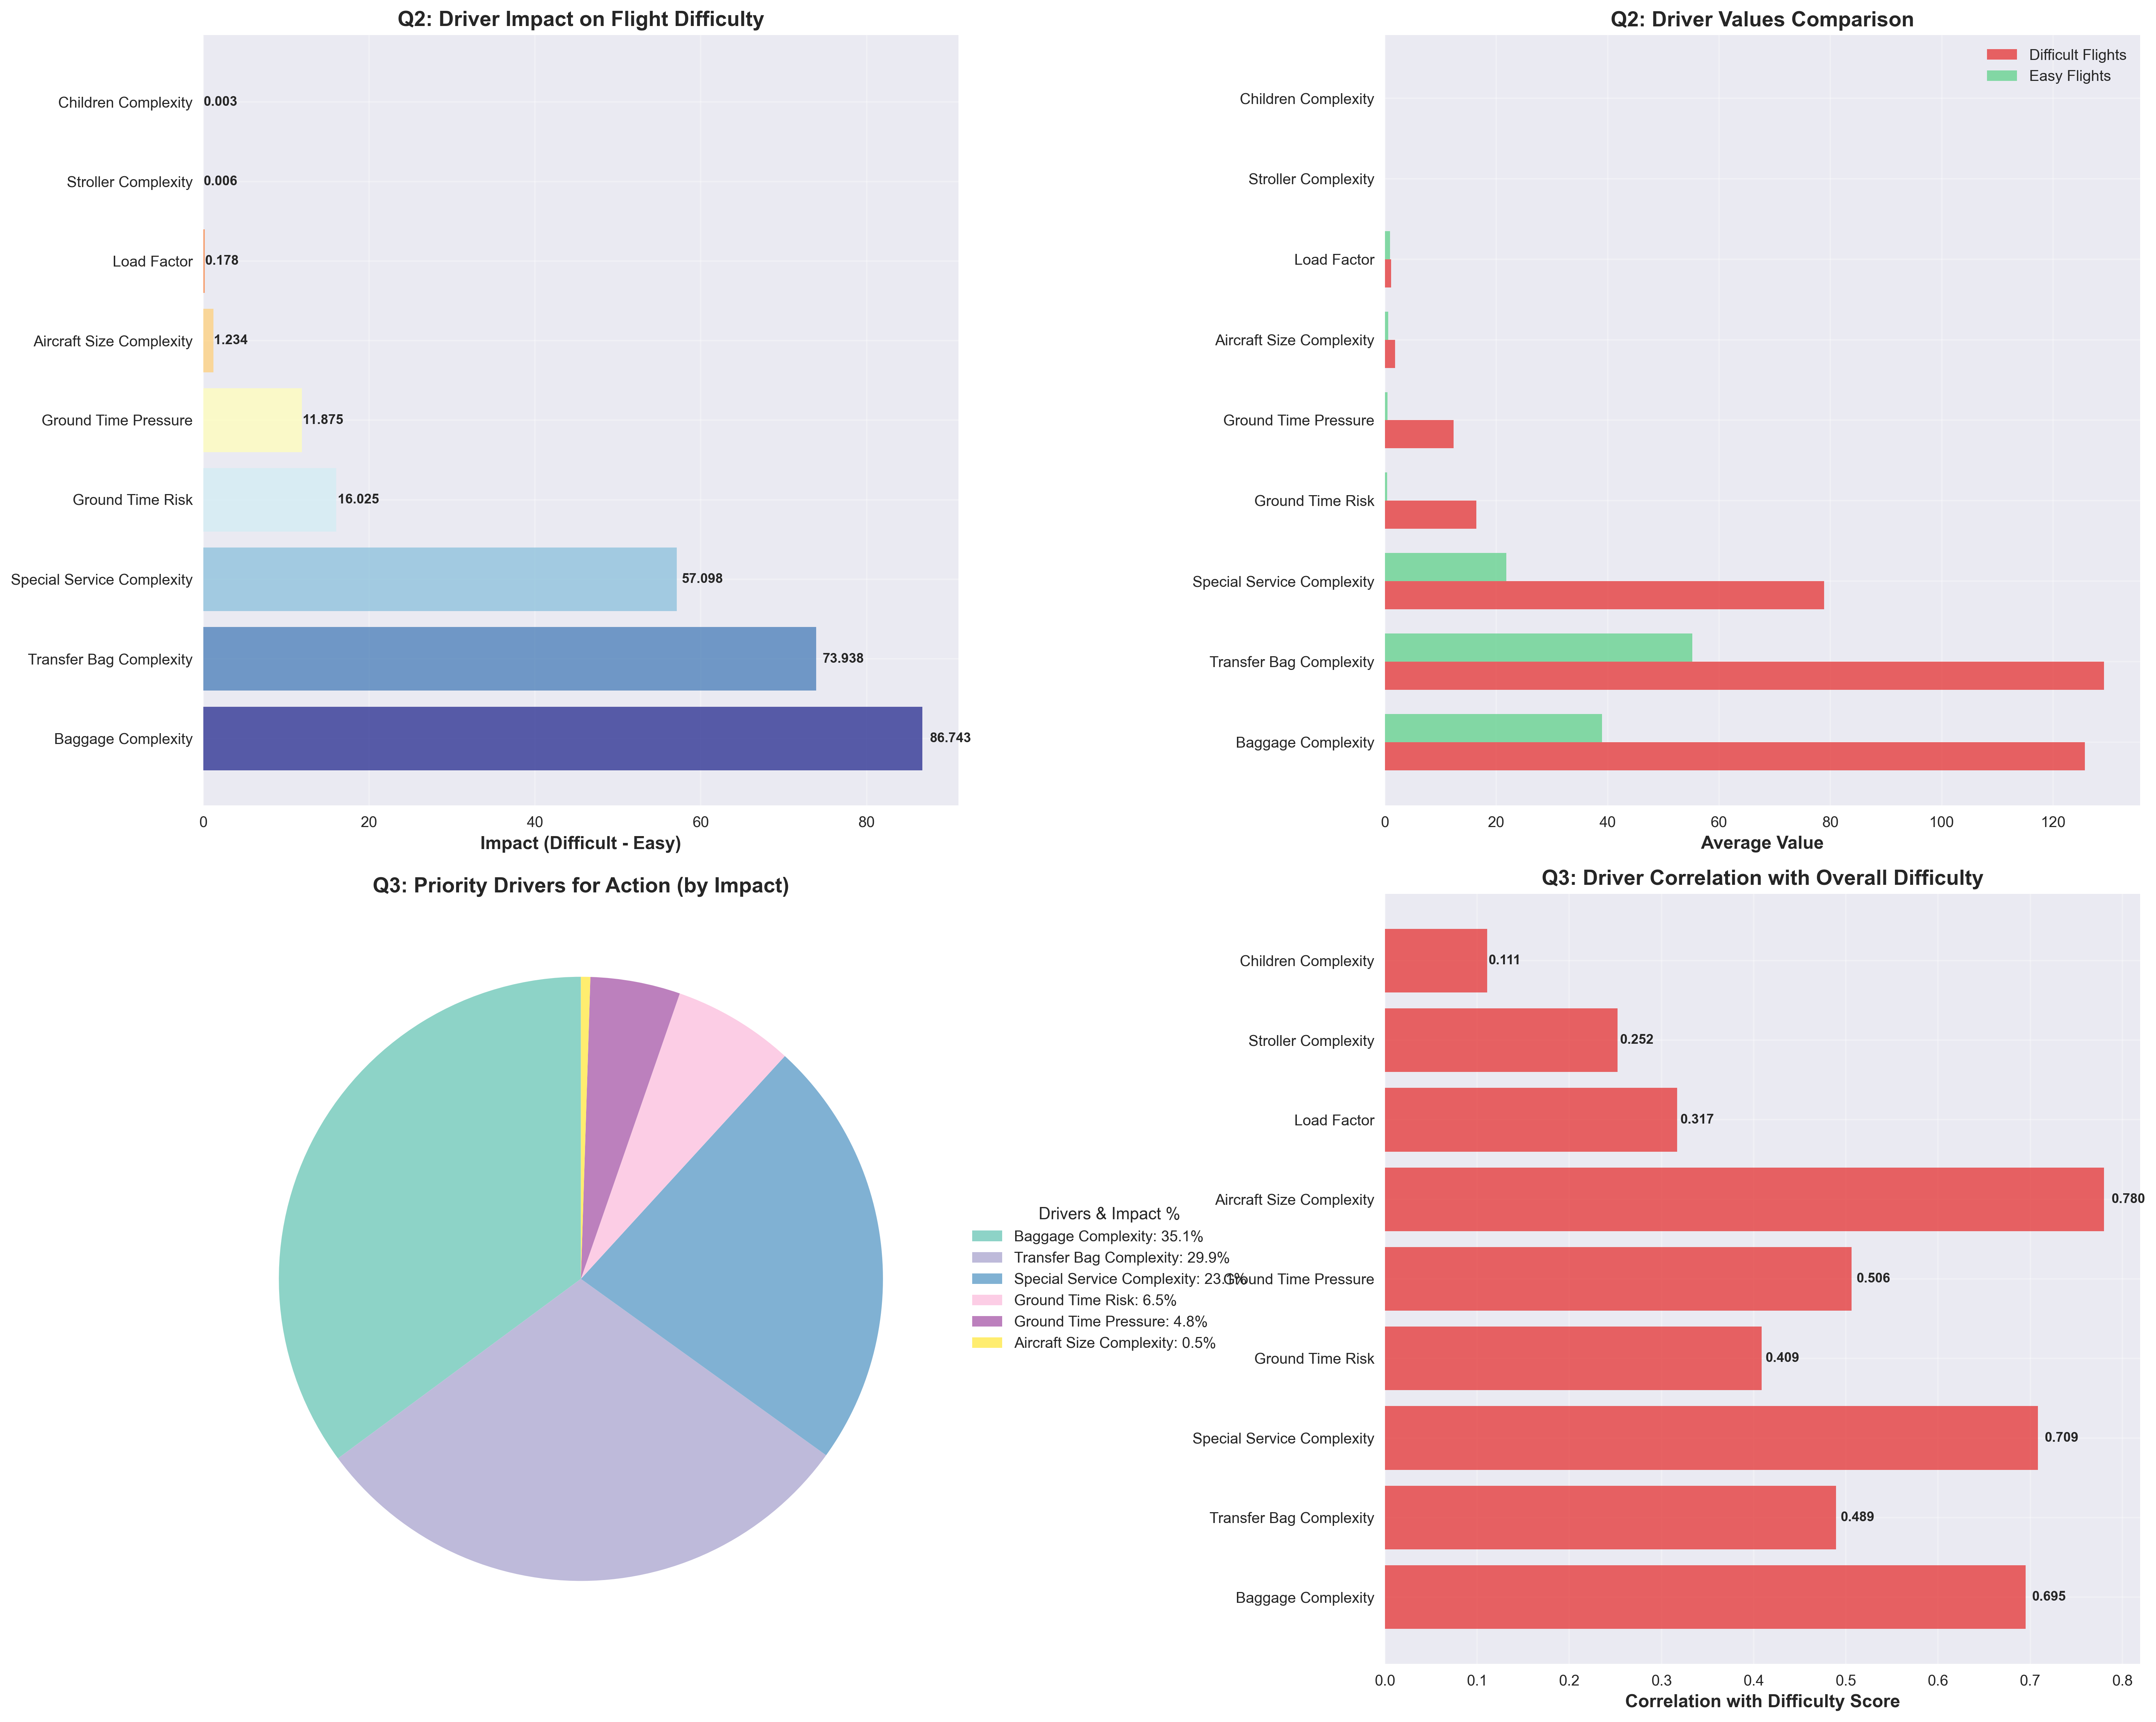 Q2: Driver Impact on Flight Difficulty
Children Complexity
0.003
Stroller Complexity
0.006
Load Factor
0.178
Aircraft Size Complexity
1.234
Ground Time Pressure
11.875
Ground Time Risk
16.025
Special Service Complexity
57.098
Transfer Bag Complexity
73.938
Baggage Complexity
86.743
0 20 40 60 80
Impact (Difficult - Easy)
Q2: Driver Values Comparison
Difficult Flights
Easy Flights
Children Complexity
Stroller Complexity
Load Factor
Aircraft Size Complexity
Ground Time Pressure
Ground Time Risk
Special Service Complexity
Transfer Bag Complexity
Baggage Complexity
0 20 40 60 80 100 120
Average Value
Q3: Priority Drivers for Action (by Impact)
Drivers & Impact %
Baggage Complexity: 35.1%
Transfer Bag Complexity: 29.9%
Special Service Complexity: 23.1%
Ground Time Risk: 6.5%
Ground Time Pressure: 4.8%
Aircraft Size Complexity: 0.5%
Q3: Driver Correlation with Overall Difficulty
Children Complexity
0.111
Stroller Complexity
0.252
Load Factor
0.317
Aircraft Size Complexity
0.780
Ground Time Pressure
0.506
Ground Time Risk
0.409
Special Service Complexity
0.709
Transfer Bag Complexity
0.489
Baggage Complexity
0.695
0.0 0.1 0.2 0.3 0.4 0.5 0.6 0.7 0.8
Correlation with Difficulty Score